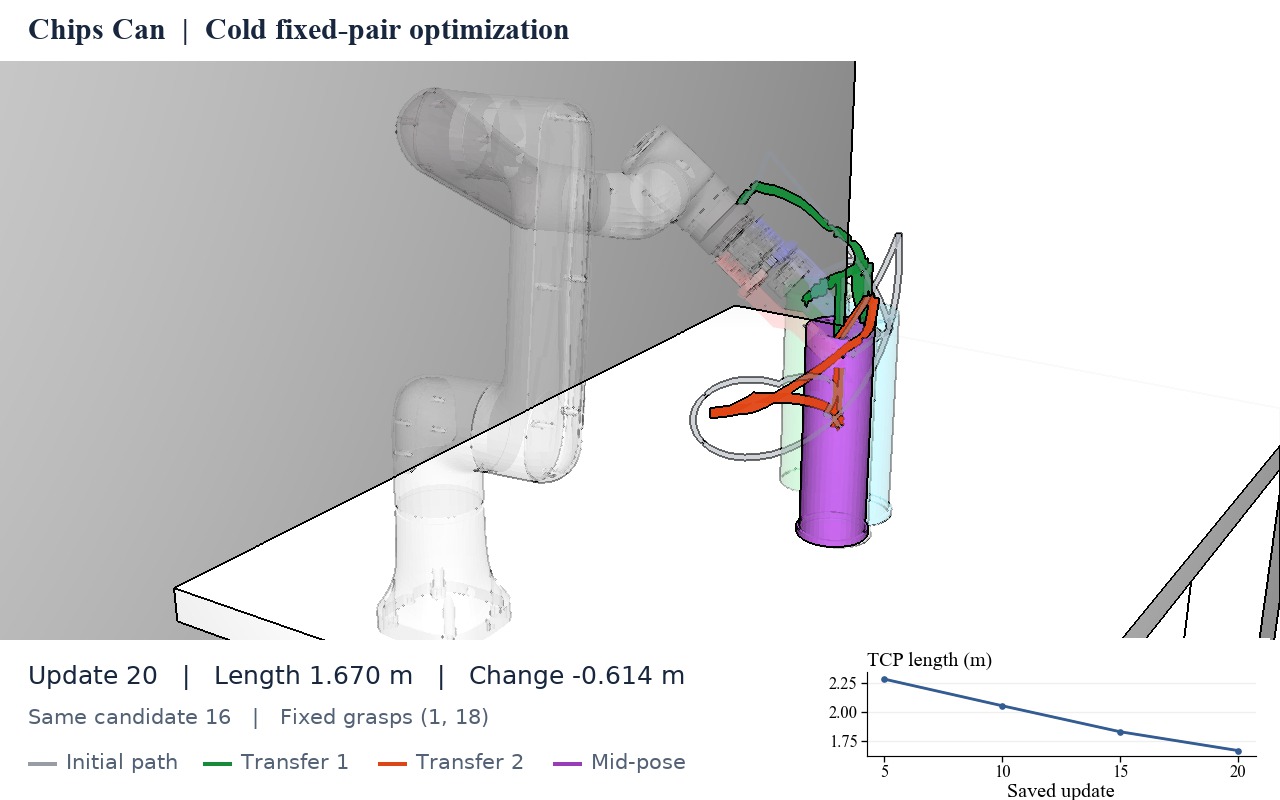 Chips Can | Cold fixed-pair optimization
Update 20 | Length 1.670 m | Change -0.614 m
Same candidate 16 | Fixed grasps (1, 18)
Initial path
Transfer 1
Transfer 2
Mid-pose
TCP length (m)
2.25
2.00
1.75
5 10 15 20
Saved update